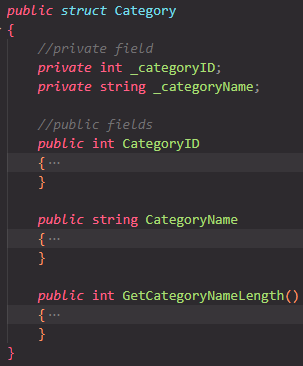 public struct Category
{
//private field
private int _categoryID;
private string _categoryName;
//public fields
public int CategoryID
{ ...
}
public string CategoryName
{ ...
}
public int GetCategoryNameLength()
{ ...
}
}